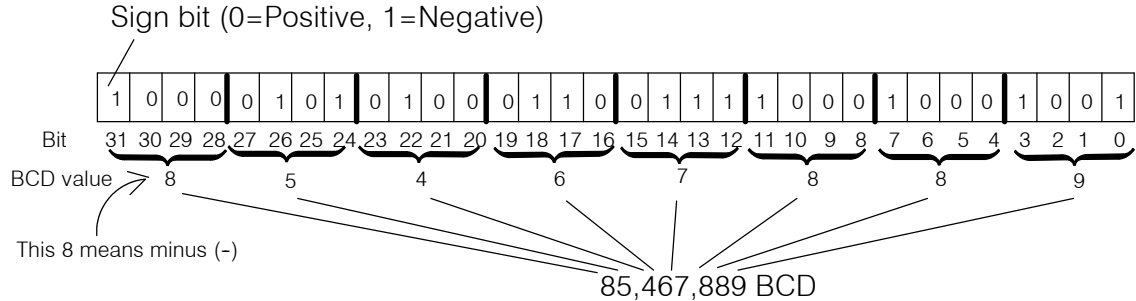 Sign bit (0=Positive, 1=Negative)
1 0 0 0 0 1 0 1 0 1 0 0 0 1 1 0 0 1 1 1 1 0 0 0 1 0 0 0 1 0 0 1
Bit 31 30 29 28 27 26 25 24 23 22 21 20 19 18 17 16 15 14 13 12 11 10 9 8 7 6 5 4 3 2 1 0
BCD value 8 5 4 6 7 8 8 9
This 8 means minus (-)
85,467,889 BCD